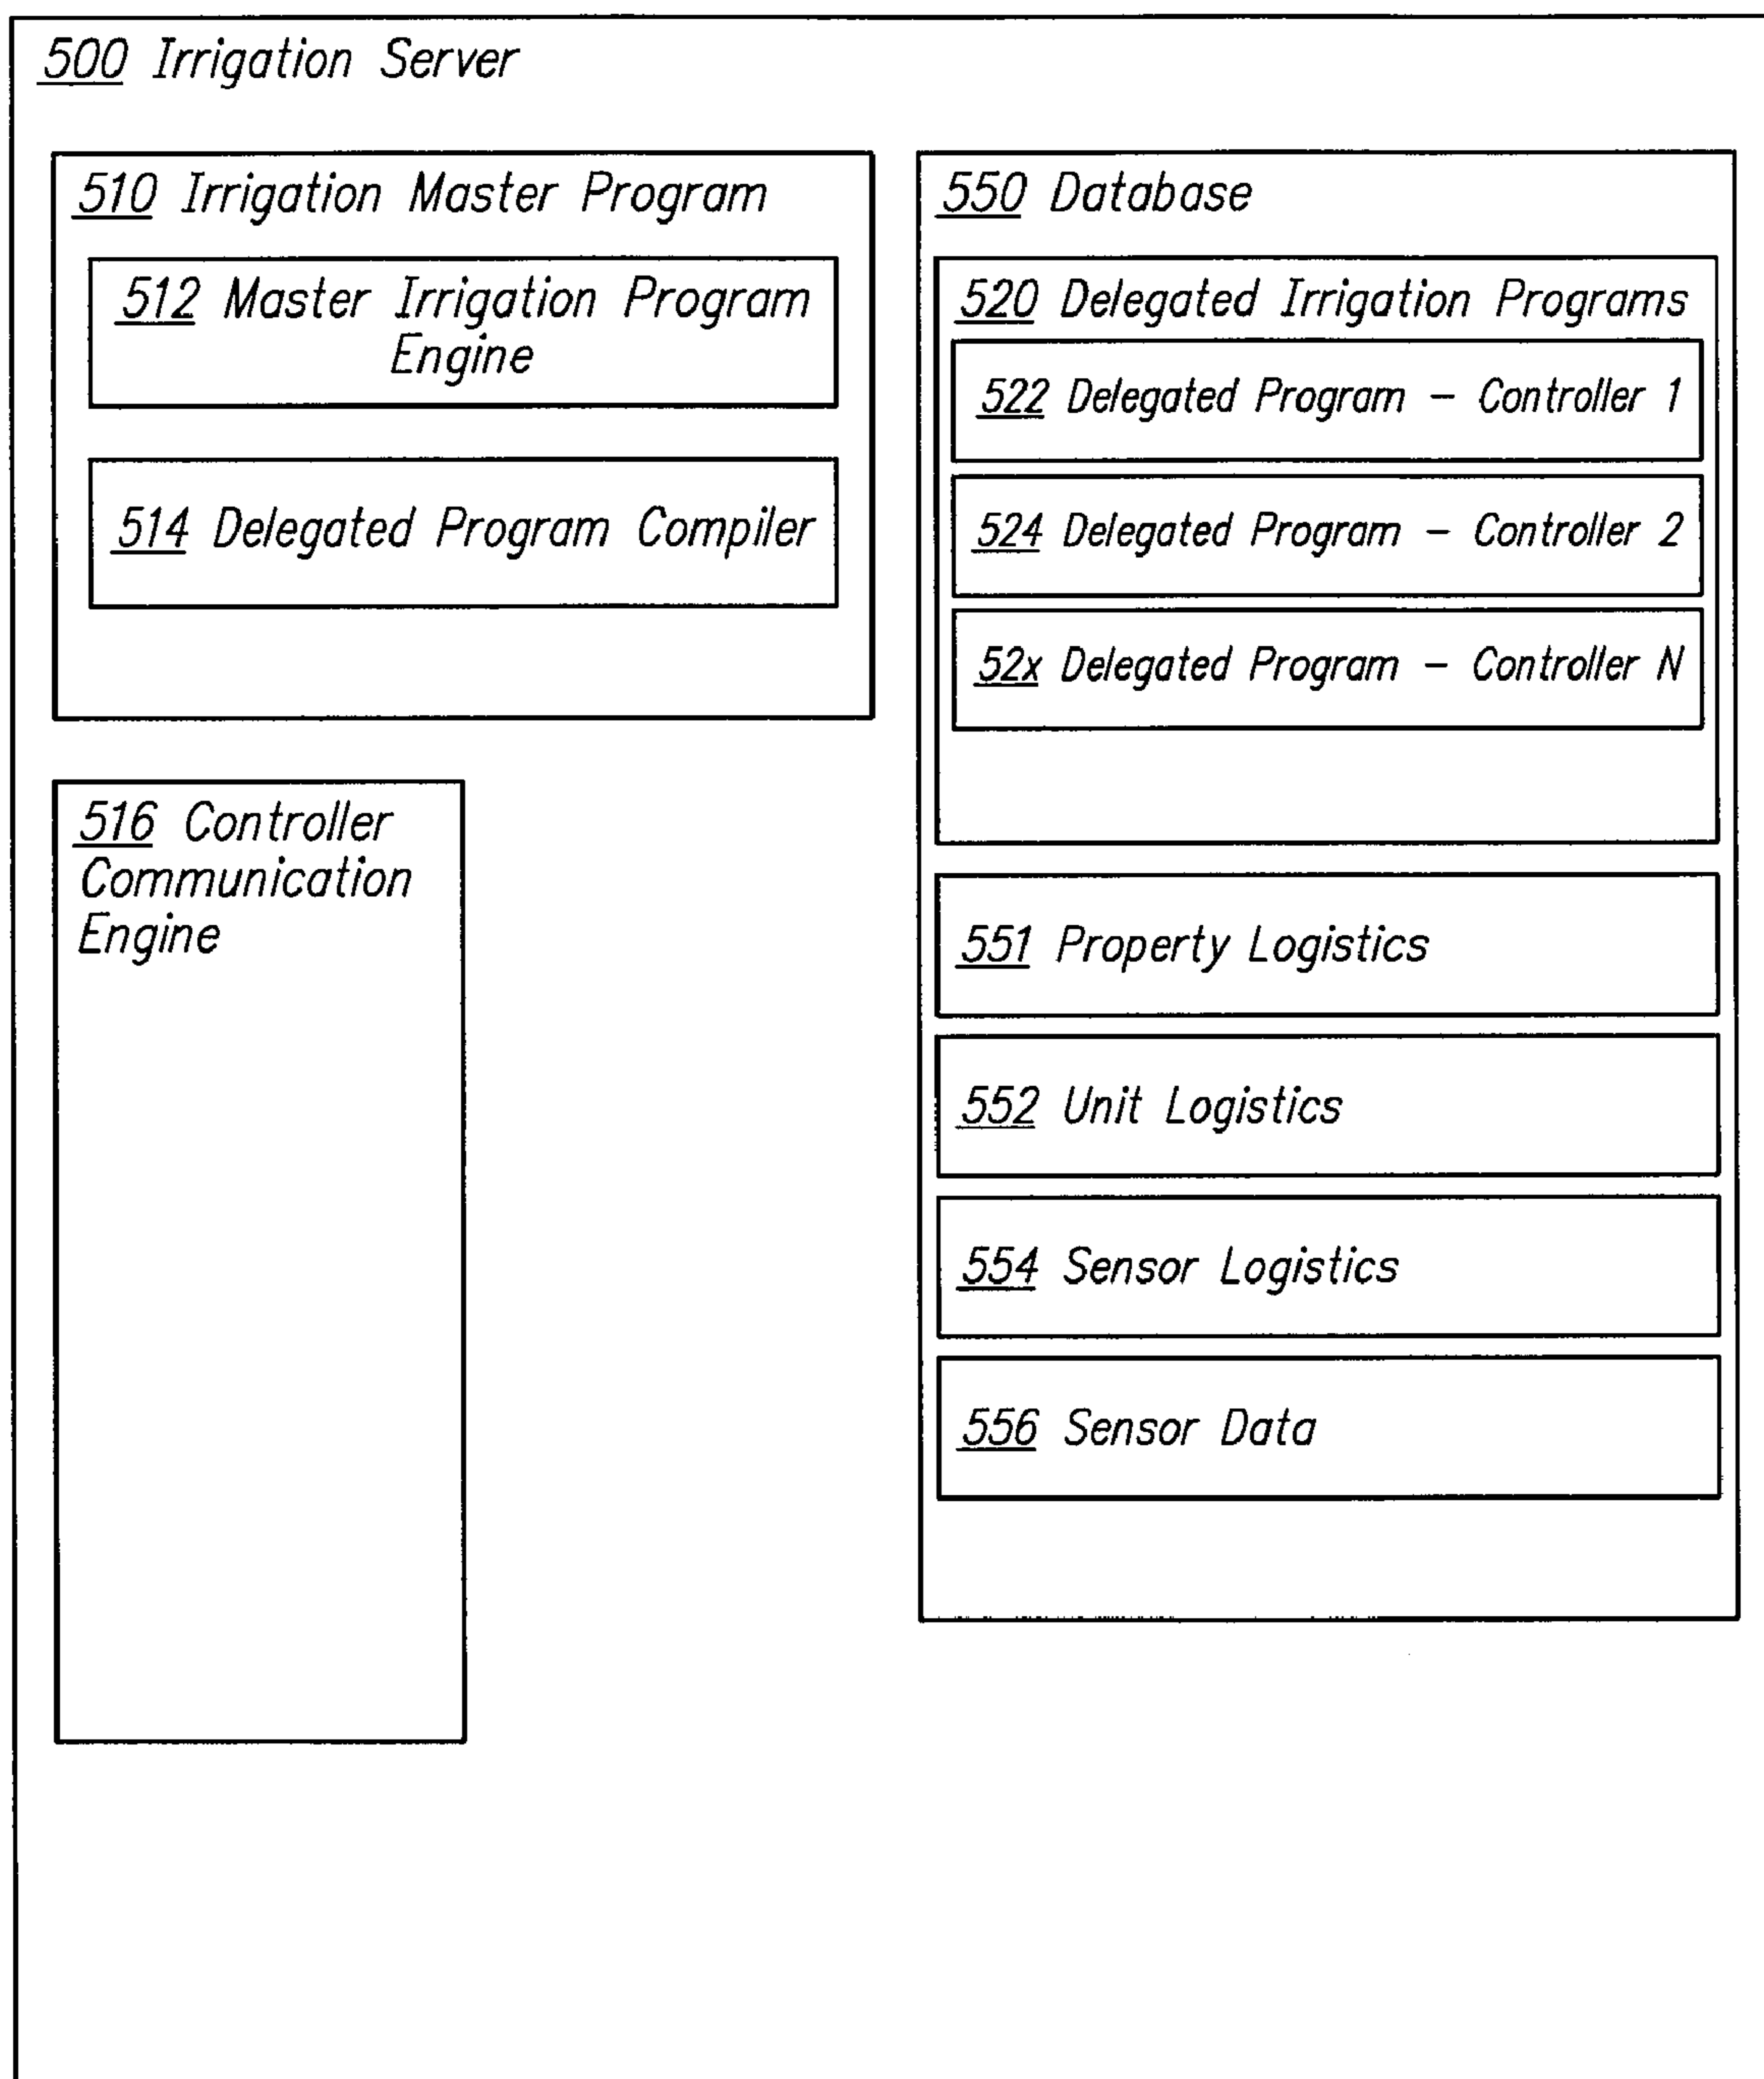 500 Irrigation Server
510 Irrigation Master Program
512 Master Irrigation Program
Engine
514 Delegated Program Compiler
516 Controller
Communication
Engine
550 Database
520 Delegated Irrigation Programs
522 Delegated Program – Controller 1
524 Delegated Program – Controller 2
52x Delegated Program – Controller N
551 Property Logistics
552 Unit Logistics
554 Sensor Logistics
556 Sensor Data